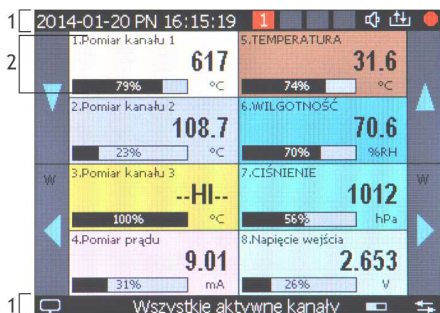 1 2014-01-20 PN 16:15:19 1
2
1.Pomiar kanału 1
617
79% °C
5.TEMPERATURA
31.6
74% °C
2.Pomiar kanału 2
108.7
23% °C
6.WILGOTNOŚĆ
70.6
70% %RH
W
3.Pomiar kanału 3
--HI--
100% °C
7.CIŚNIENIE
1012
56% hPa
W
4.Pomiar prądu
9.01
31% mA
8.Napięcie wejścia
2.653
26% V
1 Wszystkie aktywne kanały